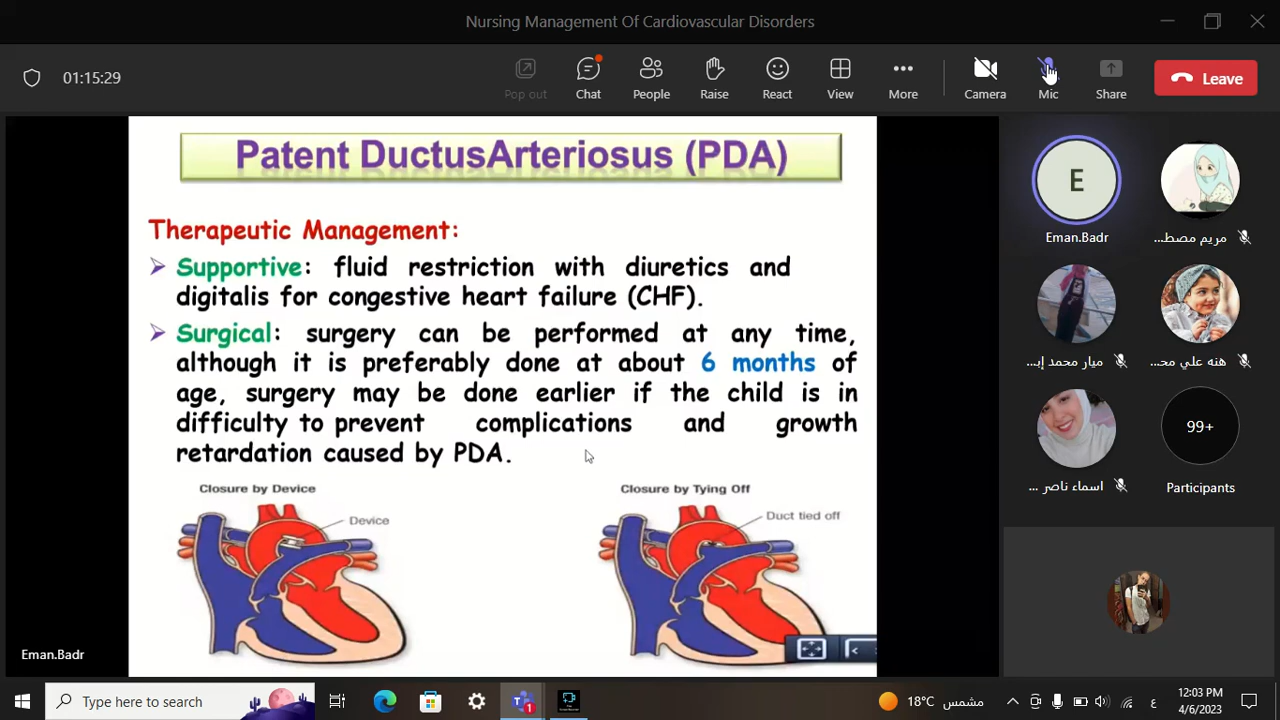 Nursing Management Of Cardiovascular Disorders
01:15:29
Pop out
Chat
People
Raise
React
View
More
Camera
Mic
Share
Leave
Patent DuctusArteriosus (PDA)
Therapeutic Management:
Supportive: fluid restriction with diuretics and
digitalis for congestive heart failure (CHF).
Surgical: surgery can be performed at any time,
although it is preferably done at about 6 months of
age, surgery may be done earlier if the child is in
difficulty to prevent complications and growth
retardation caused by PDA.
Closure by Device
Device
Closure by Tying Off
Duct tied off
Eman.Badr
E
Eman.Badr
مريم مصط...
ميار محمد إبـ...
هنه علي محـ...
اسماء ناصر ...
99+
Participants
Type here to search
1
18°C مشمس
ع
12:03 PM
4/6/2023